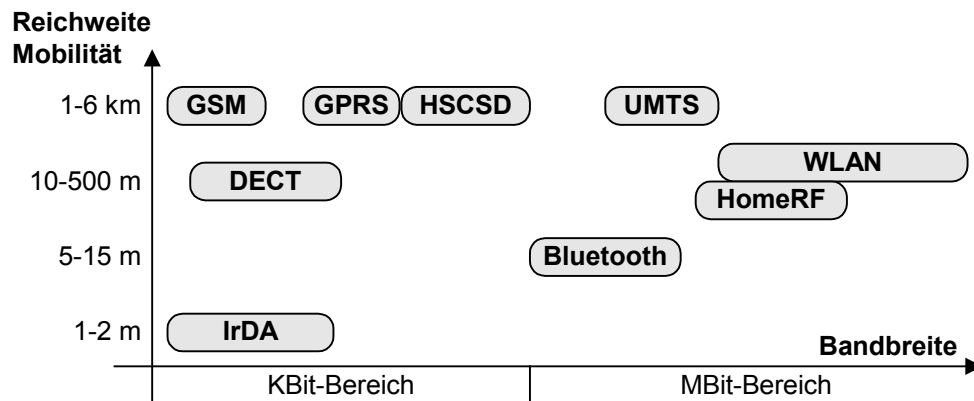 Reichweite
Mobilität
1-6 km
GSM
GPRS
HSCSD
UMTS
WLAN
10-500 m
DECT
HomeRF
5-15 m
Bluetooth
1-2 m
IrDA
Bandbreite
KBit-Bereich
MBit-Bereich